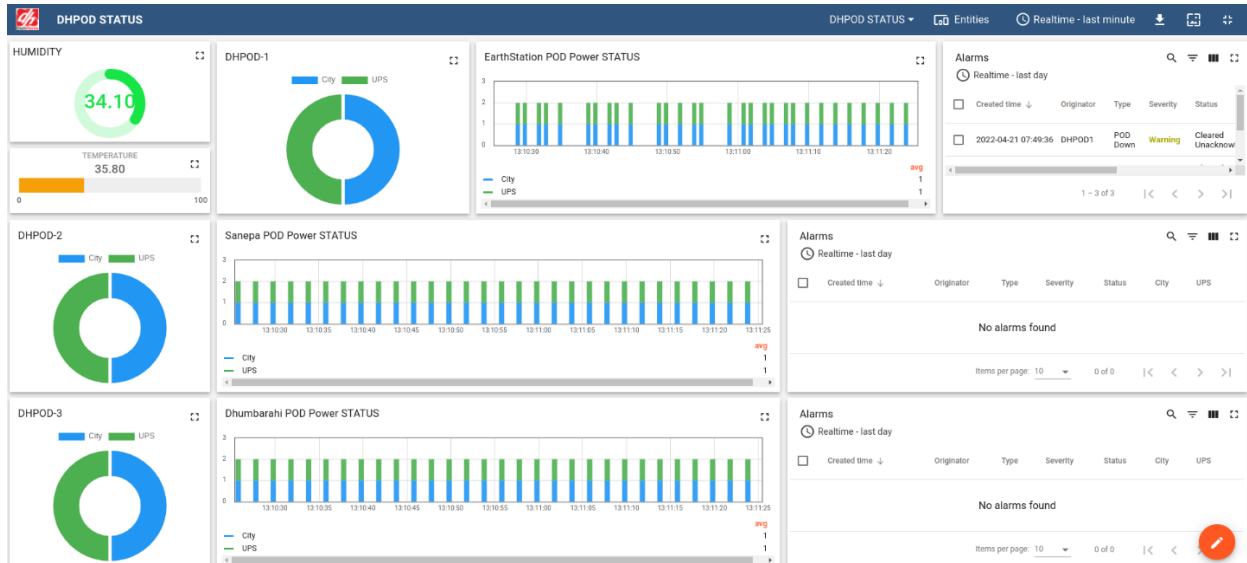 dh DHPOD STATUS DHPOD STATUS Entities Realtime - last minute
HUMIDITY
34.10
TEMPERATURE
35.80
0 100
DHPOD-1
City UPS
EarthStation POD Power STATUS
3
2
1
0
13:10:30 13:10:40 13:10:50 13:11:00 13:11:10 13:11:20
avg
City 1
UPS 1
Alarms
Realtime - last day
Created time Originator Type Severity Status
2022-04-21 07:49:36 DHPOD1 POD Down Warning Cleared Unacknow
1 – 3 of 3
DHPOD-2
City UPS
Sanepa POD Power STATUS
3
2
1
0
13:10:30 13:10:35 13:10:40 13:10:45 13:10:50 13:10:55 13:11:00 13:11:05 13:11:10 13:11:15 13:11:20 13:11:25
avg
City 1
UPS 1
Alarms
Realtime - last day
Created time Originator Type Severity Status City UPS
No alarms found
Items per page: 10 0 of 0
DHPOD-3
City UPS
Dhumbarahi POD Power STATUS
3
2
1
0
13:10:30 13:10:35 13:10:40 13:10:45 13:10:50 13:10:55 13:11:00 13:11:05 13:11:10 13:11:15 13:11:20 13:11:25
avg
City 1
UPS 1
Alarms
Realtime - last day
Created time Originator Type Severity Status City UPS
No alarms found
Items per page: 10 0 of 0